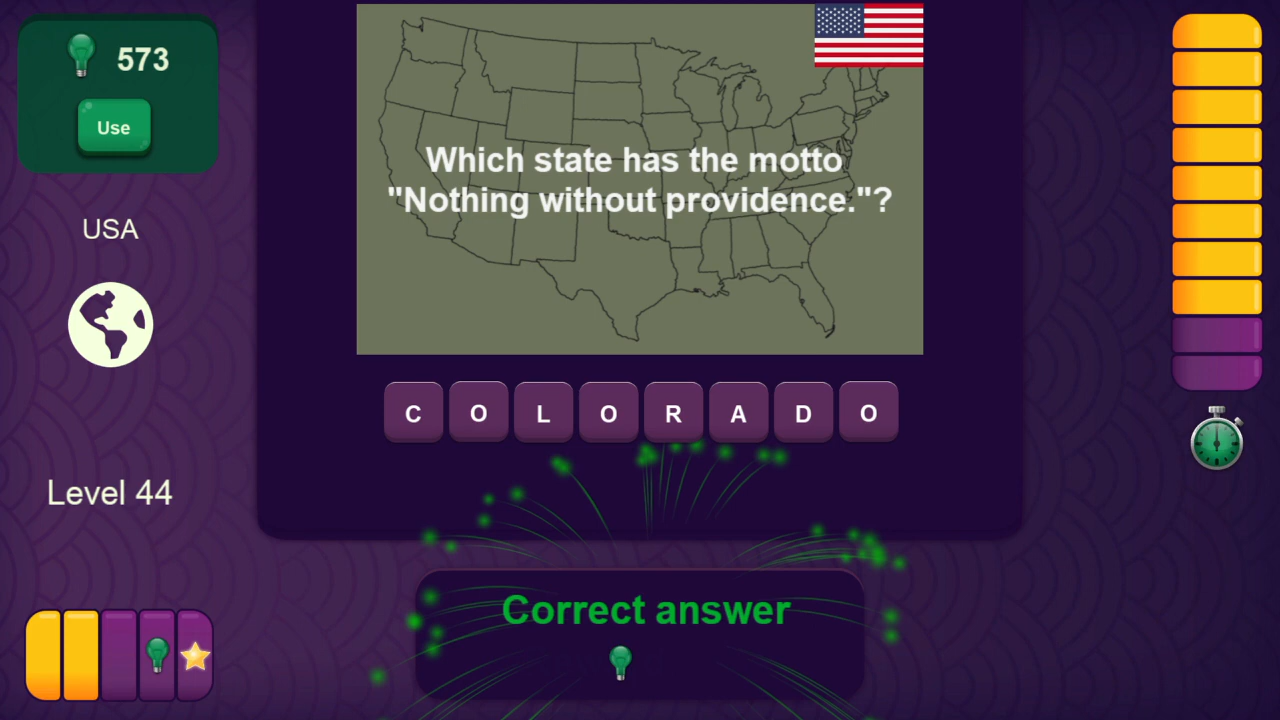 573
Use
USA
Level 44
Which state has the motto
"Nothing without providence."?
C O L O R A D O
Correct answer